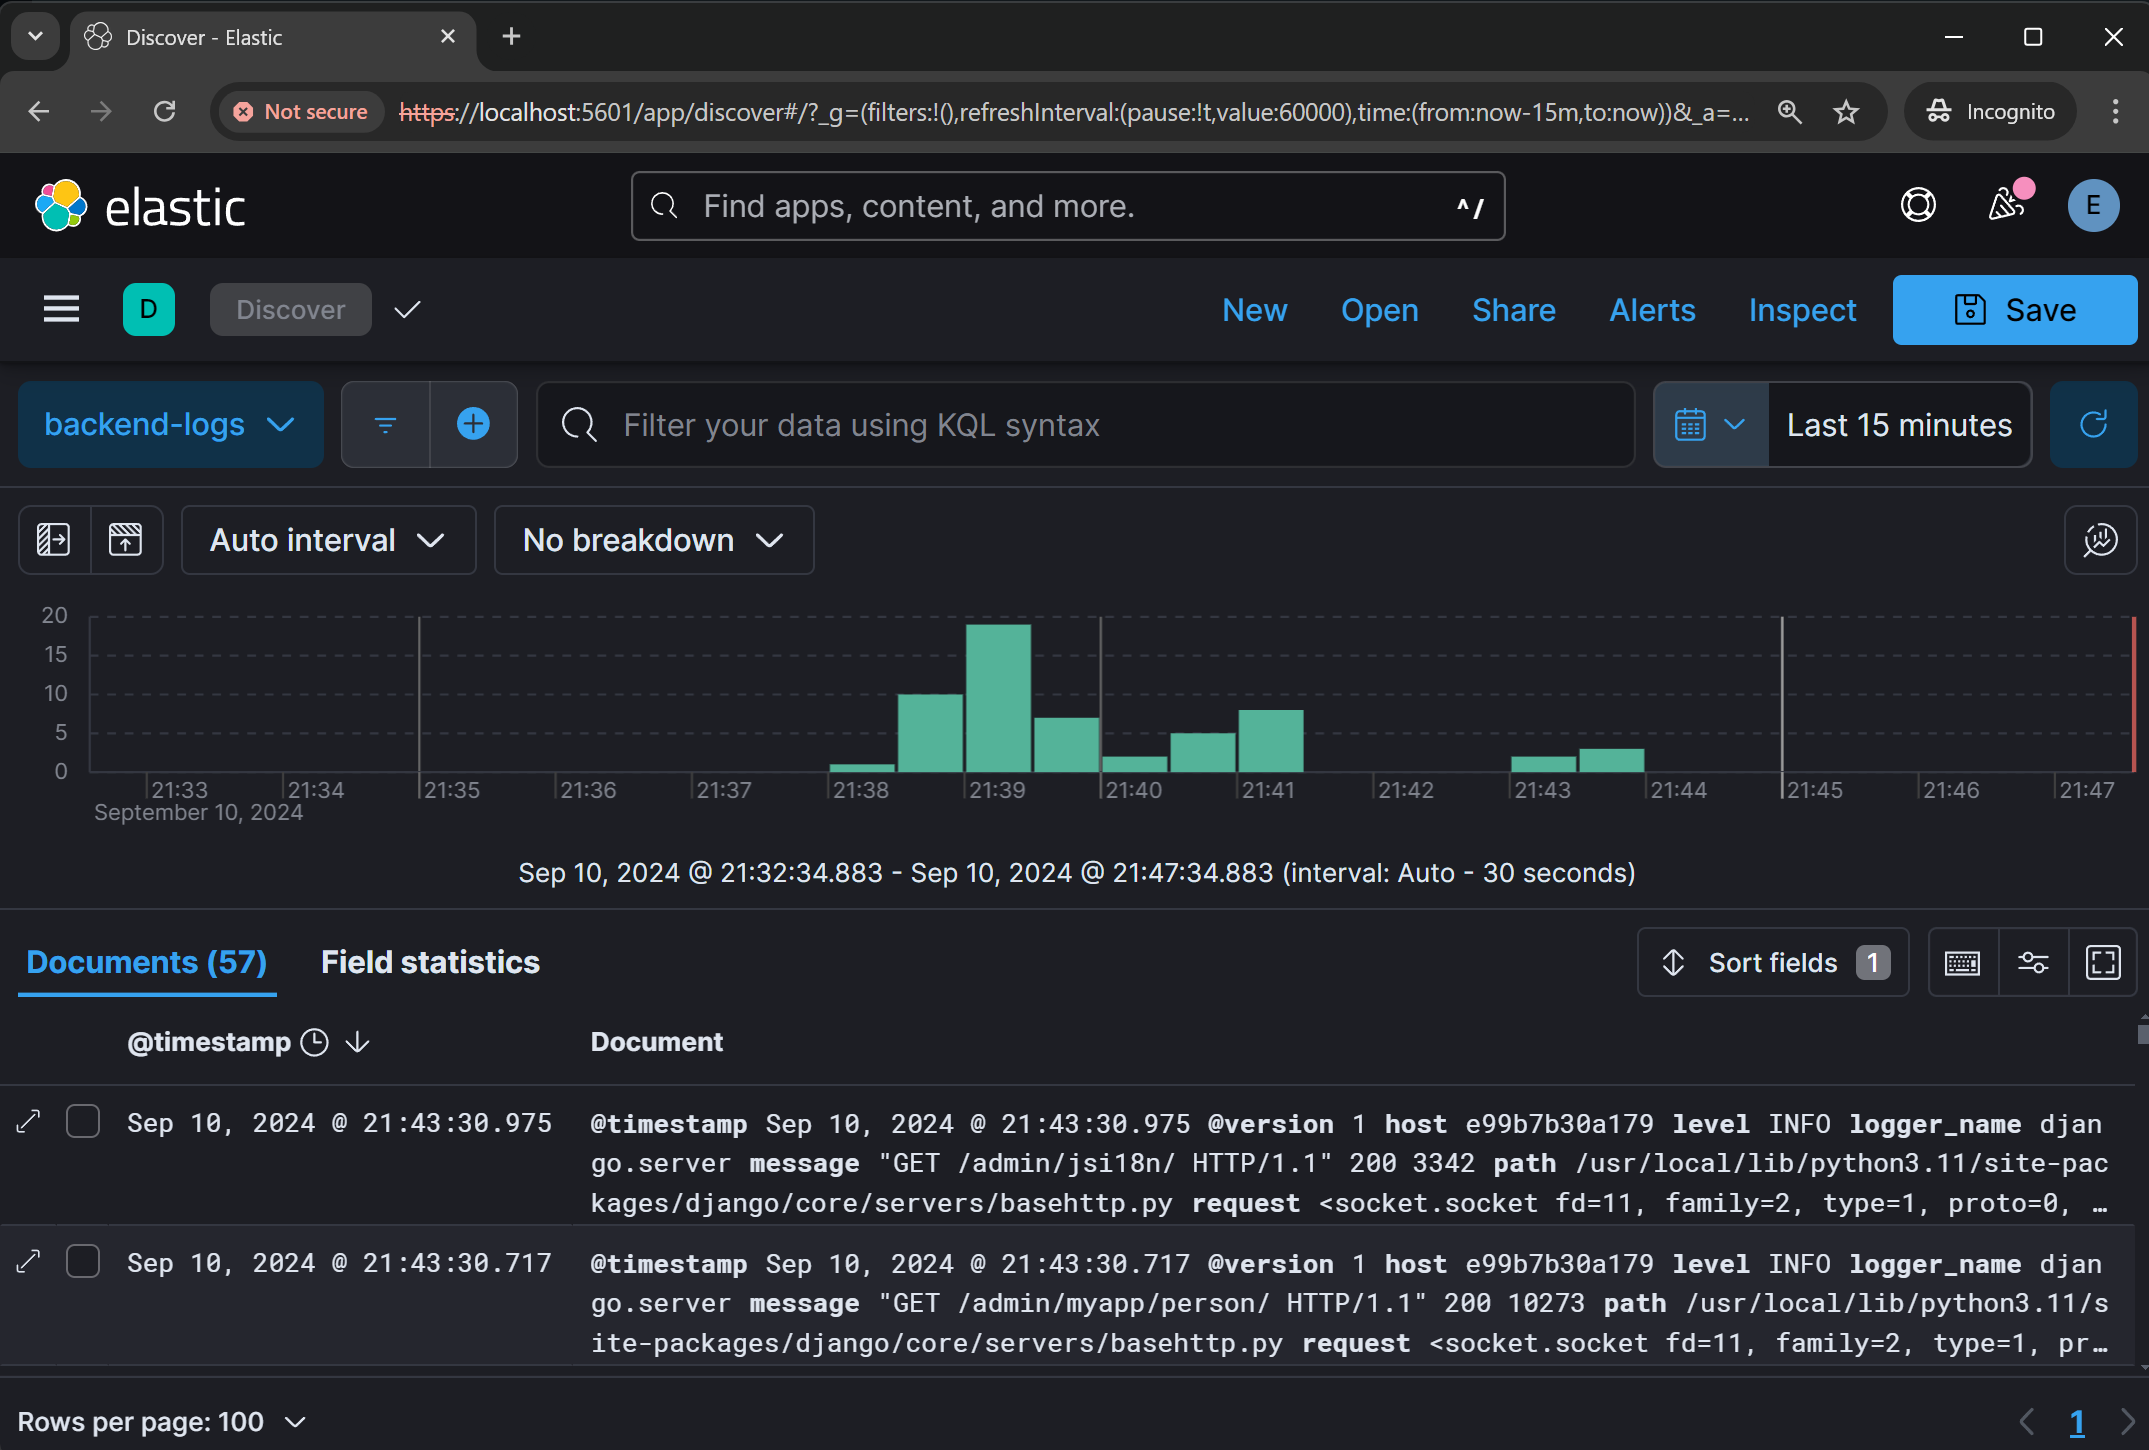 Discover - Elastic
Not secure https://localhost:5601/app/discover#/?_g=(filters:!(),refreshInterval:(pause:!t,value:60000),time:(from:now-15m,to:now))&_a=... Incognito
elastic Find apps, content, and more. ^/ E
D Discover New Open Share Alerts Inspect Save
backend-logs Filter your data using KQL syntax Last 15 minutes
Auto interval No breakdown
20
15
10
5
0
21:33 21:34 21:35 21:36 21:37 21:38 21:39 21:40 21:41 21:42 21:43 21:44 21:45 21:46 21:47
September 10, 2024
Sep 10, 2024 @ 21:32:34.883 - Sep 10, 2024 @ 21:47:34.883 (interval: Auto - 30 seconds)
Documents (57) Field statistics Sort fields 1
@timestamp Document
Sep 10, 2024 @ 21:43:30.975 @timestamp Sep 10, 2024 @ 21:43:30.975 @version 1 host e99b7b30a179 level INFO logger_name djan
go.server message "GET /admin/jsi18n/ HTTP/1.1" 200 3342 path /usr/local/lib/python3.11/site-pac
kages/django/core/servers/basehttp.py request <socket.socket fd=11, family=2, type=1, proto=0, …
Sep 10, 2024 @ 21:43:30.717 @timestamp Sep 10, 2024 @ 21:43:30.717 @version 1 host e99b7b30a179 level INFO logger_name djan
go.server message "GET /admin/myapp/person/ HTTP/1.1" 200 10273 path /usr/local/lib/python3.11/s
ite-packages/django/core/servers/basehttp.py request <socket.socket fd=11, family=2, type=1, pr…
Rows per page: 100 1